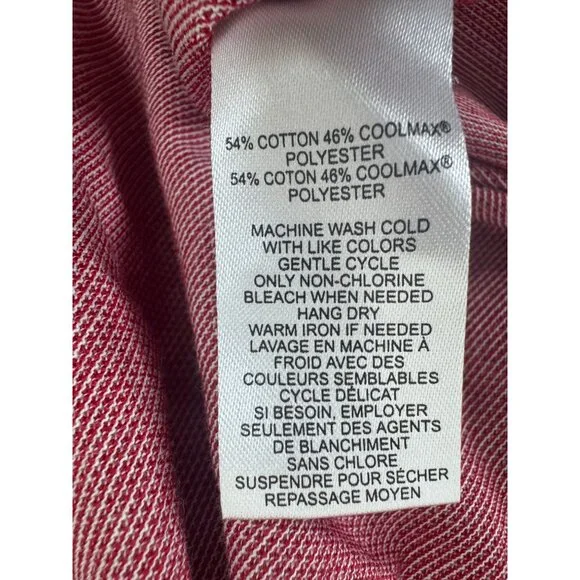 54% COTTON 46% COOLMAX®
POLYESTER
54% COTON 46% COOLMAX®
POLYESTER
MACHINE WASH COLD
WITH LIKE COLORS
GENTLE CYCLE
ONLY NON-CHLORINE
BLEACH WHEN NEEDED
HANG DRY
WARM IRON IF NEEDED
LAVAGE EN MACHINE À
FROID AVEC DES
COULEURS SEMBLABLES
CYCLE DÉLICAT
SI BESOIN, EMPLOYER
SEULEMENT DES AGENTS
DE BLANCHIMENT
SANS CHLORE
SUSPENDRE POUR SÉCHER
REPASSAGE MOYEN